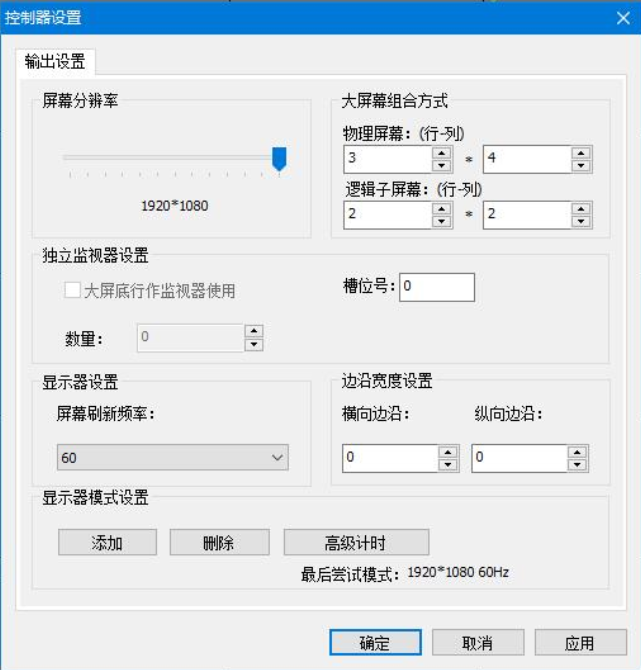 控制器设置
输出设置
屏幕分辨率
1920*1080
大屏幕组合方式
物理屏幕：(行-列)
3 * 4
逻辑子屏幕：(行-列)
2 * 2
独立监视器设置
大屏底行作监视器使用
槽位号： 0
数量： 0
显示器设置
屏幕刷新频率：
60
边沿宽度设置
横向边沿： 纵向边沿：
0 0
显示器模式设置
添加 删除 高级计时
最后尝试模式：1920*1080 60Hz
确定 取消 应用